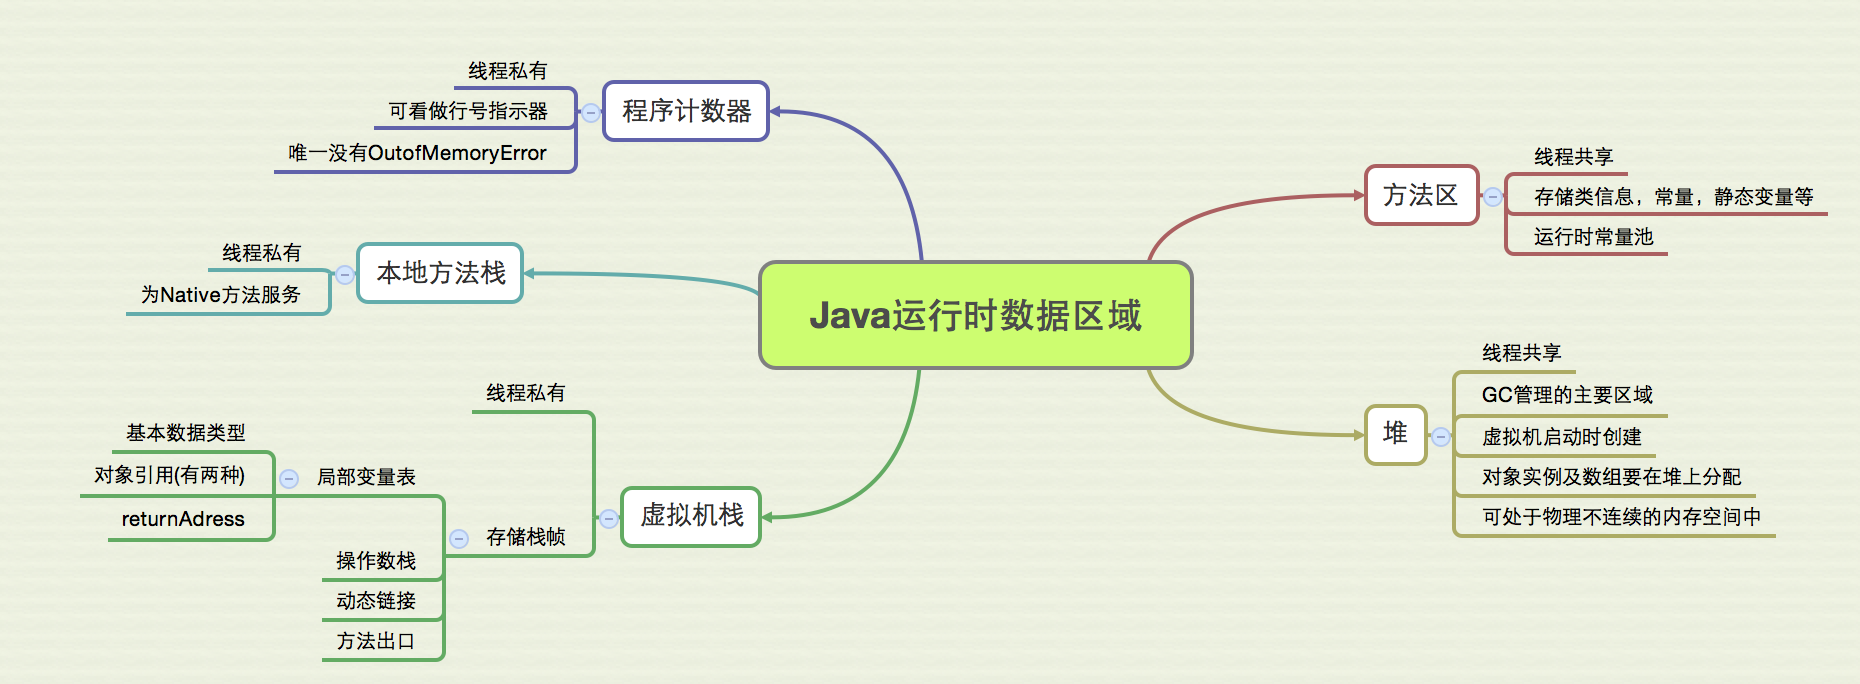 Java运行时数据区域
程序计数器
线程私有
可看做行号指示器
唯一没有OutofMemoryError
本地方法栈
线程私有
为Native方法服务
虚拟机栈
线程私有
存储栈帧
局部变量表
基本数据类型
对象引用(有两种)
returnAdress
操作数栈
动态链接
方法出口
方法区
线程共享
存储类信息，常量，静态变量等
运行时常量池
堆
线程共享
GC管理的主要区域
虚拟机启动时创建
对象实例及数组要在堆上分配
可处于物理不连续的内存空间中